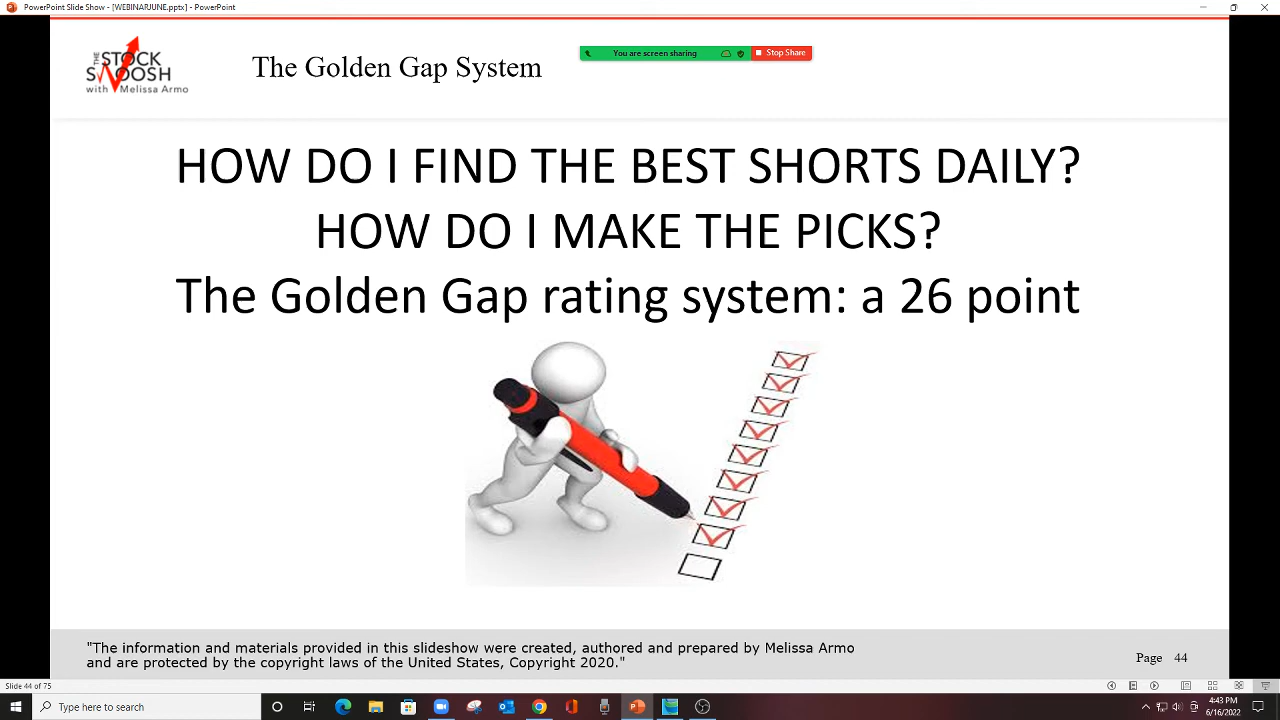 PowerPoint Slide Show - [WEBINARJUNE.pptx] - PowerPoint
THE
STOCK
SWOOSH
with Melissa Armo
The Golden Gap System
You are screen sharing
Stop Share
HOW DO I FIND THE BEST SHORTS DAILY?
HOW DO I MAKE THE PICKS?
The Golden Gap rating system: a 26 point
"The information and materials provided in this slideshow were created, authored and prepared by Melissa Armo
and are protected by the copyright laws of the United States, Copyright 2020."
Page 44
Slide 44 of 75
Type here to search
4:43 PM
6/16/2022